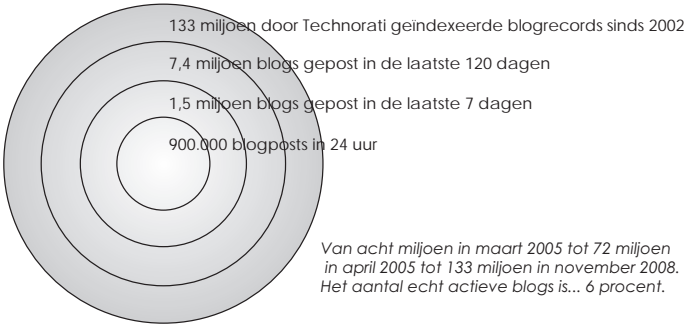 133 miljoen door Technorati geïndexeerde blogrecords sinds 2002
7,4 miljoen blogs gepost in de laatste 120 dagen
1,5 miljoen blogs gepost in de laatste 7 dagen
900.000 blogposts in 24 uur
Van acht miljoen in maart 2005 tot 72 miljoen
in april 2005 tot 133 miljoen in november 2008.
Het aantal echt actieve blogs is... 6 procent.